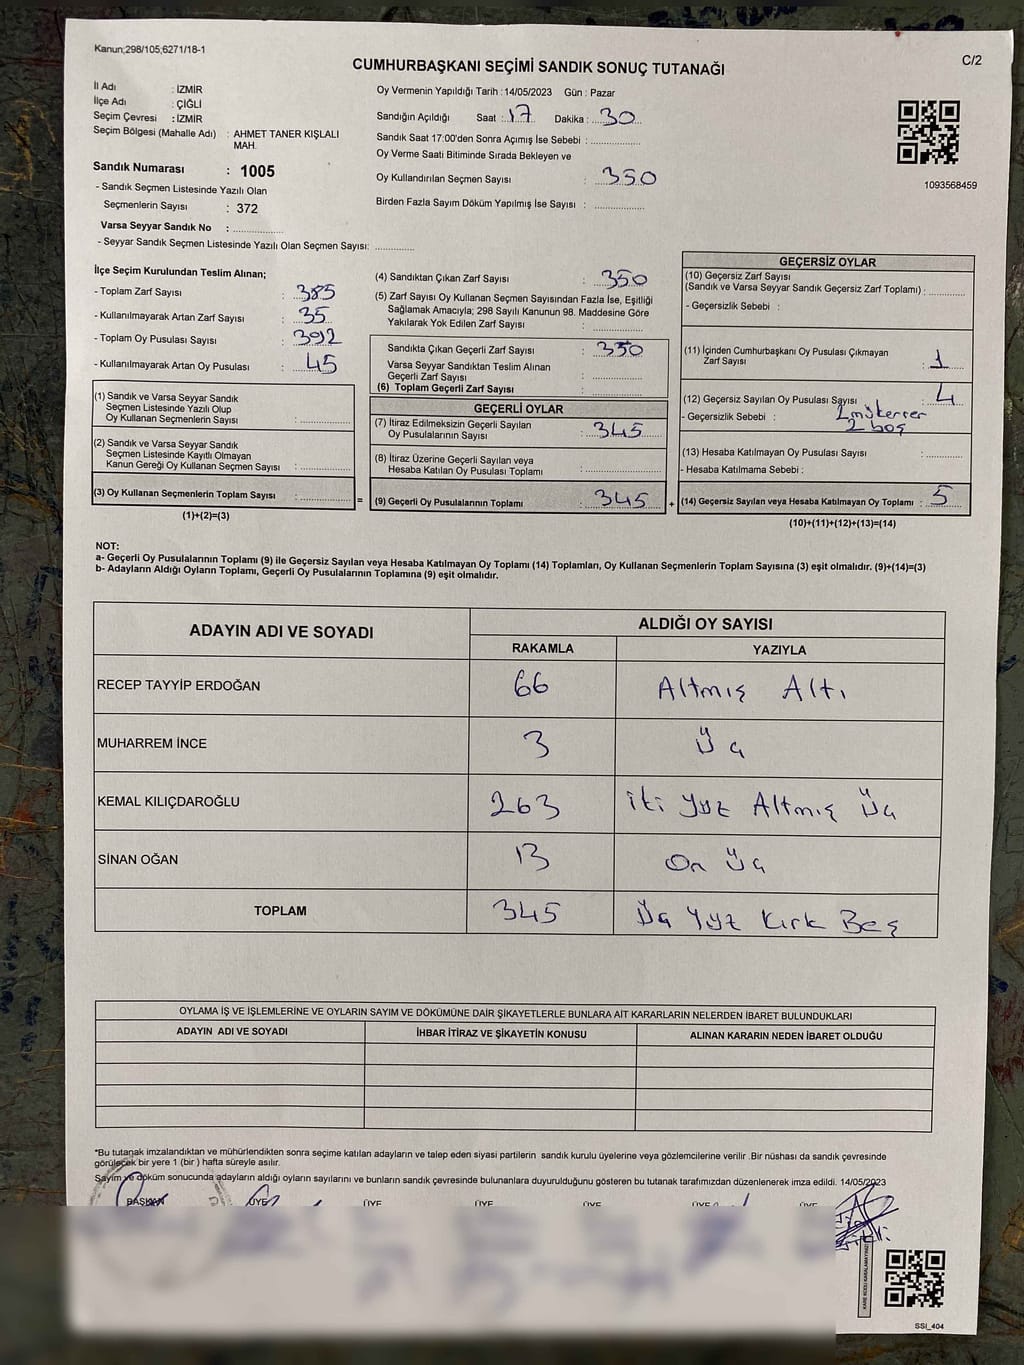 Kanun;298/105;6271/18-1
C/2
CUMHURBAŞKANI SEÇİMİ SANDIK SONUÇ TUTANAĞI
İl Adı : İZMİR
İlçe Adı : ÇİĞLİ
Seçim Çevresi : İZMİR
Seçim Bölgesi (Mahalle Adı) : AHMET TANER KIŞLALI
MAH.
Sandık Numarası : 1005
- Sandık Seçmen Listesinde Yazılı Olan
Seçmenlerin Sayısı : 372
Varsa Seyyar Sandık No :
- Seyyar Sandık Seçmen Listesinde Yazılı Olan Seçmen Sayısı:
Oy Vermenin Yapıldığı Tarih : 14/05/2023 Gün : Pazar
Sandığın Açıldığı Saat : 17 Dakika : 30
Sandık Saat 17:00'den Sonra Açımış İse Sebebi :
Oy Verme Saati Bitiminde Sırada Bekleyen ve
Oy Kullandırılan Seçmen Sayısı : 350
Birden Fazla Sayım Döküm Yapılmış İse Sayısı :
1093568459
İlçe Seçim Kurulundan Teslim Alınan;
- Toplam Zarf Sayısı : 385
- Kullanılmayarak Artan Zarf Sayısı : 35
- Toplam Oy Pusulası Sayısı : 392
- Kullanılmayarak Artan Oy Pusulası : 45
(1) Sandık ve Varsa Seyyar Sandık
Seçmen Listesinde Yazılı Olup
Oy Kullanan Seçmenlerin Sayısı :
(2) Sandık ve Varsa Seyyar Sandık
Seçmen Listesinde Kayıtlı Olmayan
Kanun Gereği Oy Kullanan Seçmen Sayısı :
(3) Oy Kullanan Seçmenlerin Toplam Sayısı : =
(1)+(2)=(3)
(4) Sandıktan Çıkan Zarf Sayısı : 350
(5) Zarf Sayısı Oy Kullanan Seçmen Sayısından Fazla İse, Eşitliği
Sağlamak Amacıyla; 298 Sayılı Kanunun 98. Maddesine Göre
Yakılarak Yok Edilen Zarf Sayısı :
Sandıkta Çıkan Geçerli Zarf Sayısı : 350
Varsa Seyyar Sandıktan Teslim Alınan
Geçerli Zarf Sayısı :
(6) Toplam Geçerli Zarf Sayısı :
GEÇERLİ OYLAR
(7) İtiraz Edilmeksizin Geçerli Sayılan
Oy Pusulalarının Sayısı : 345
(8) İtiraz Üzerine Geçerli Sayılan veya
Hesaba Katılan Oy Pusulası Toplamı :
(9) Geçerli Oy Pusulalarının Toplamı : 345 +
GEÇERSİZ OYLAR
(10) Geçersiz Zarf Sayısı
(Sandık ve Varsa Seyyar Sandık Geçersiz Zarf Toplamı) :
- Geçersizlik Sebebi :
(11) İçinden Cumhurbaşkanı Oy Pusulası Çıkmayan
Zarf Sayısı : 1
(12) Geçersiz Sayılan Oy Pusulası Sayısı : 4
- Geçersizlik Sebebi : 2 mükerrer
2 boş
(13) Hesaba Katılmayan Oy Pusulası Sayısı :
- Hesaba Katılmama Sebebi :
(14) Geçersiz Sayılan veya Hesaba Katılmayan Oy Toplamı : 5
(10)+(11)+(12)+(13)=(14)
NOT:
a- Geçerli Oy Pusulalarının Toplamı (9) ile Geçersiz Sayılan veya Hesaba Katılmayan Oy Toplamı (14) Toplamları, Oy Kullanan Seçmenlerin Toplam Sayısına (3) eşit olmalıdır. (9)+(14)=(3)
b- Adayların Aldığı Oyların Toplamı, Geçerli Oy Pusulalarının Toplamına (9) eşit olmalıdır.
ADAYIN ADI VE SOYADI
ALDIĞI OY SAYISI
RAKAMLA YAZIYLA
RECEP TAYYİP ERDOĞAN 66 Altmış Altı
MUHARREM İNCE 3 Üç
KEMAL KILIÇDAROĞLU 263 iki Yüz Altmış Üç
SİNAN OĞAN 13 On Üç
TOPLAM 345 Üç Yüz Kırk Beş
OYLAMA İŞ VE İŞLEMLERİNE VE OYLARIN SAYIM VE DÖKÜMÜNE DAİR ŞİKAYETLERLE BUNLARA AİT KARARLARIN NELERDEN İBARET BULUNDUKLARI
ADAYIN ADI VE SOYADI İHBAR İTİRAZ VE ŞİKAYETİN KONUSU ALINAN KARARIN NEDEN İBARET OLDUĞU
*Bu tutanak imzalandıktan ve mühürlendikten sonra seçime katılan adayların ve talep eden siyasi partilerin sandık kurulu üyelerine veya gözlemcilerine verilir .Bir nüshası da sandık çevresinde
görülecek bir yere 1 (bir ) hafta süreyle asılır.
Sayım ve döküm sonucunda adayların aldığı oyların sayılarını ve bunların sandık çevresinde bulunanlara duyurulduğunu gösteren bu tutanak tarafımızdan düzenlenerek imza edildi. 14/05/2023
BAŞKAN ÜYE ÜYE ÜYE ÜYE ÜYE ÜYE
KARE KODU KARALAMAYINIZ
SSI_404